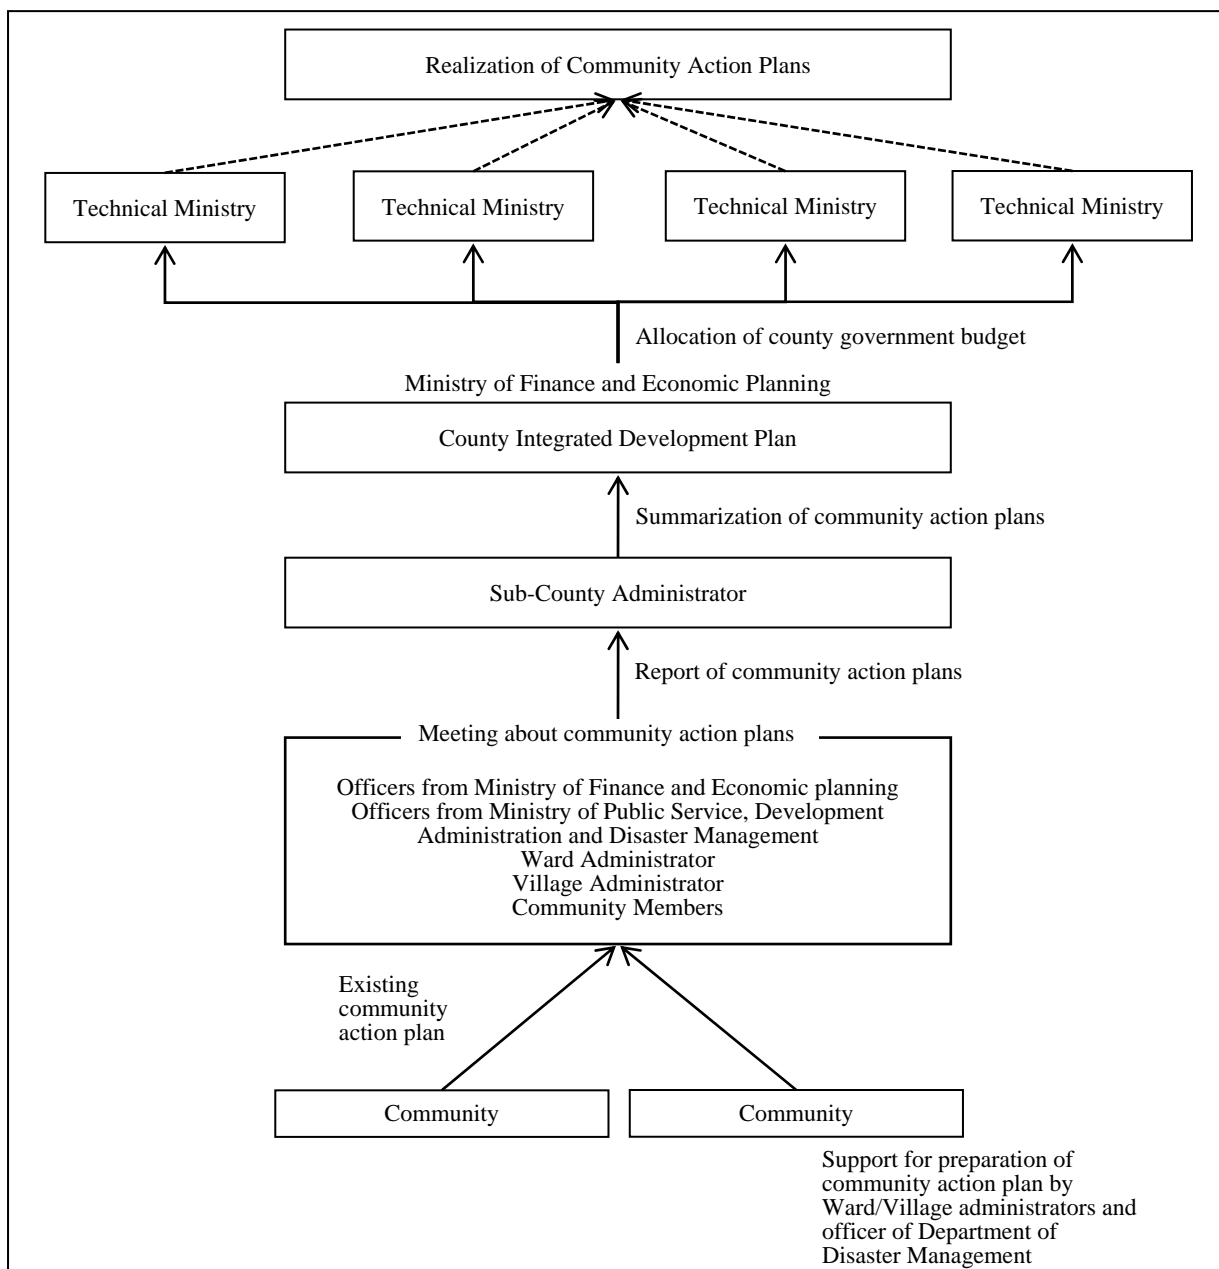 Realization of Community Action Plans
Technical Ministry
Technical Ministry
Technical Ministry
Technical Ministry
Allocation of county government budget
Ministry of Finance and Economic Planning
County Integrated Development Plan
Summarization of community action plans
Sub-County Administrator
Report of community action plans
Meeting about community action plans
Officers from Ministry of Finance and Economic planning
Officers from Ministry of Public Service, Development
Administration and Disaster Management
Ward Administrator
Village Administrator
Community Members
Existing
community
action plan
Community
Community
Support for preparation of
community action plan by
Ward/Village administrators and
officer of Department of
Disaster Management